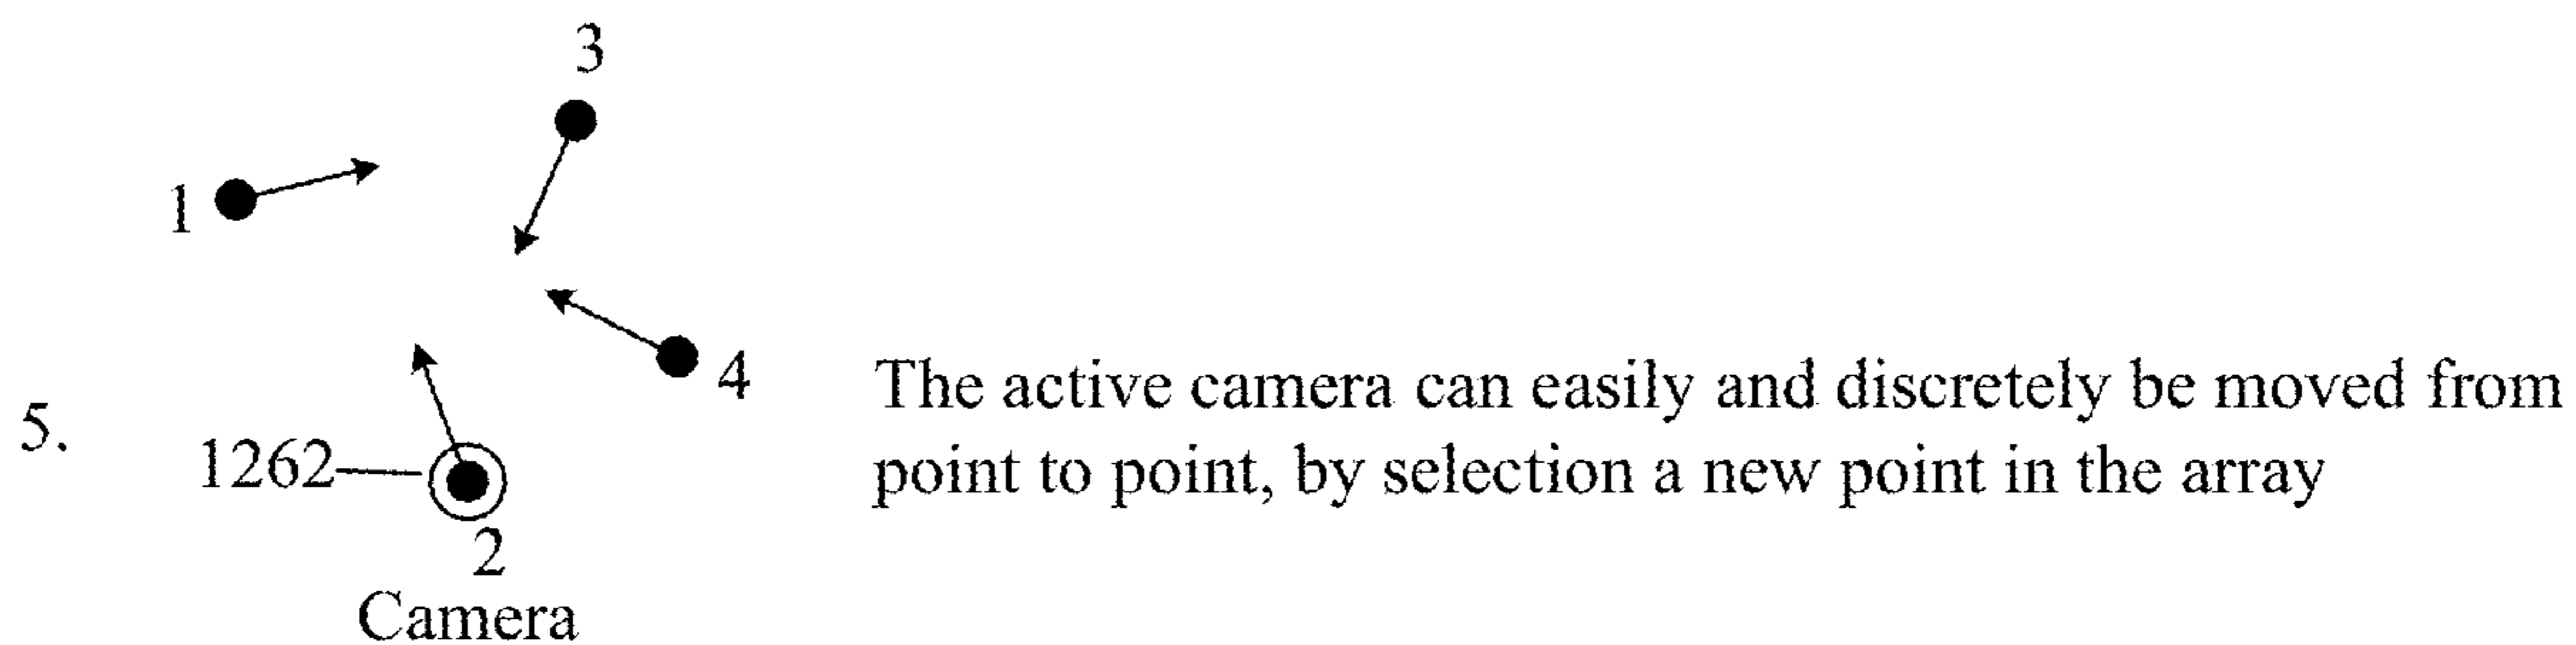 3
1
4
5.
1262
2
Camera
The active camera can easily and discretely be moved from
point to point, by selection a new point in the array